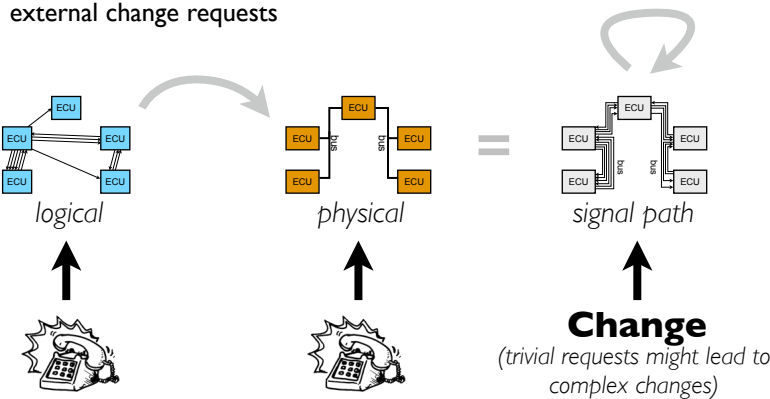 external change requests
ECU
ECU
ECU
ECU
ECU
logical
ECU
ECU
ECU
bus
bus
ECU
ECU
physical
=
ECU
ECU
ECU
bus
bus
ECU
ECU
signal path
Change
(trivial requests might lead to
complex changes)